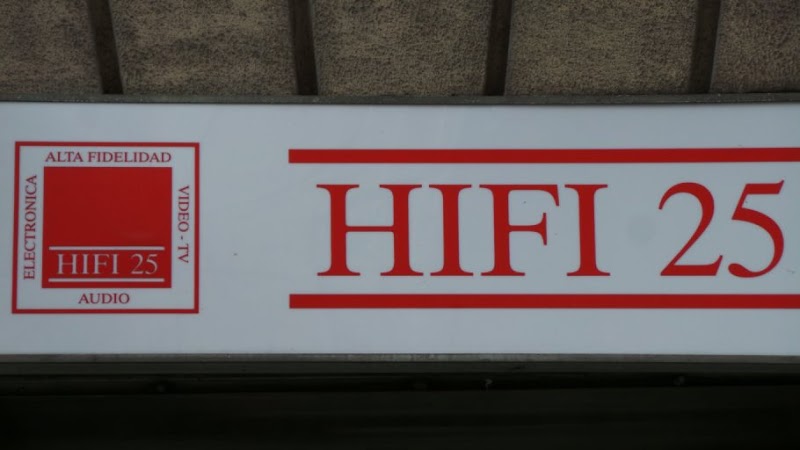 ALTA FIDELIDAD
ELECTRONICA
VIDEO - TV
HIFI 25
AUDIO
HIFI 25